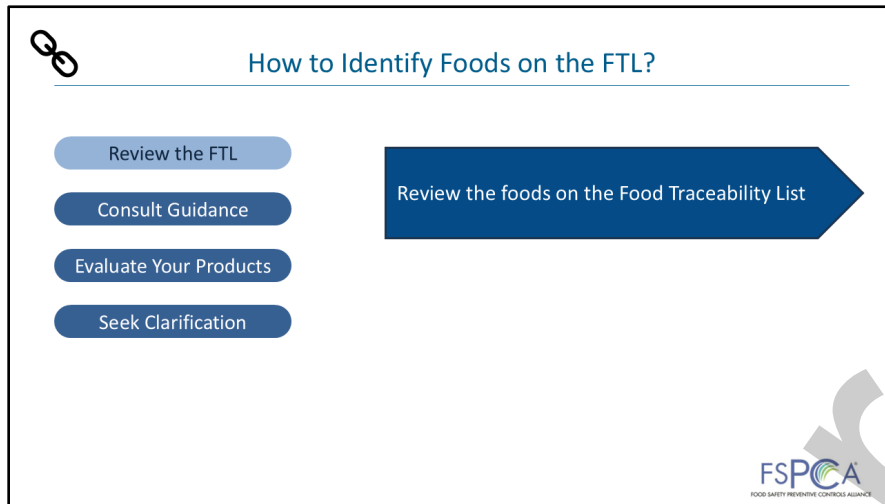 How to Identify Foods on the FTL?
Review the FTL
Consult Guidance
Evaluate Your Products
Seek Clarification
Review the foods on the Food Traceability List
FSPCA
FOOD SAFETY PREVENTIVE CONTROLS ALLIANCE